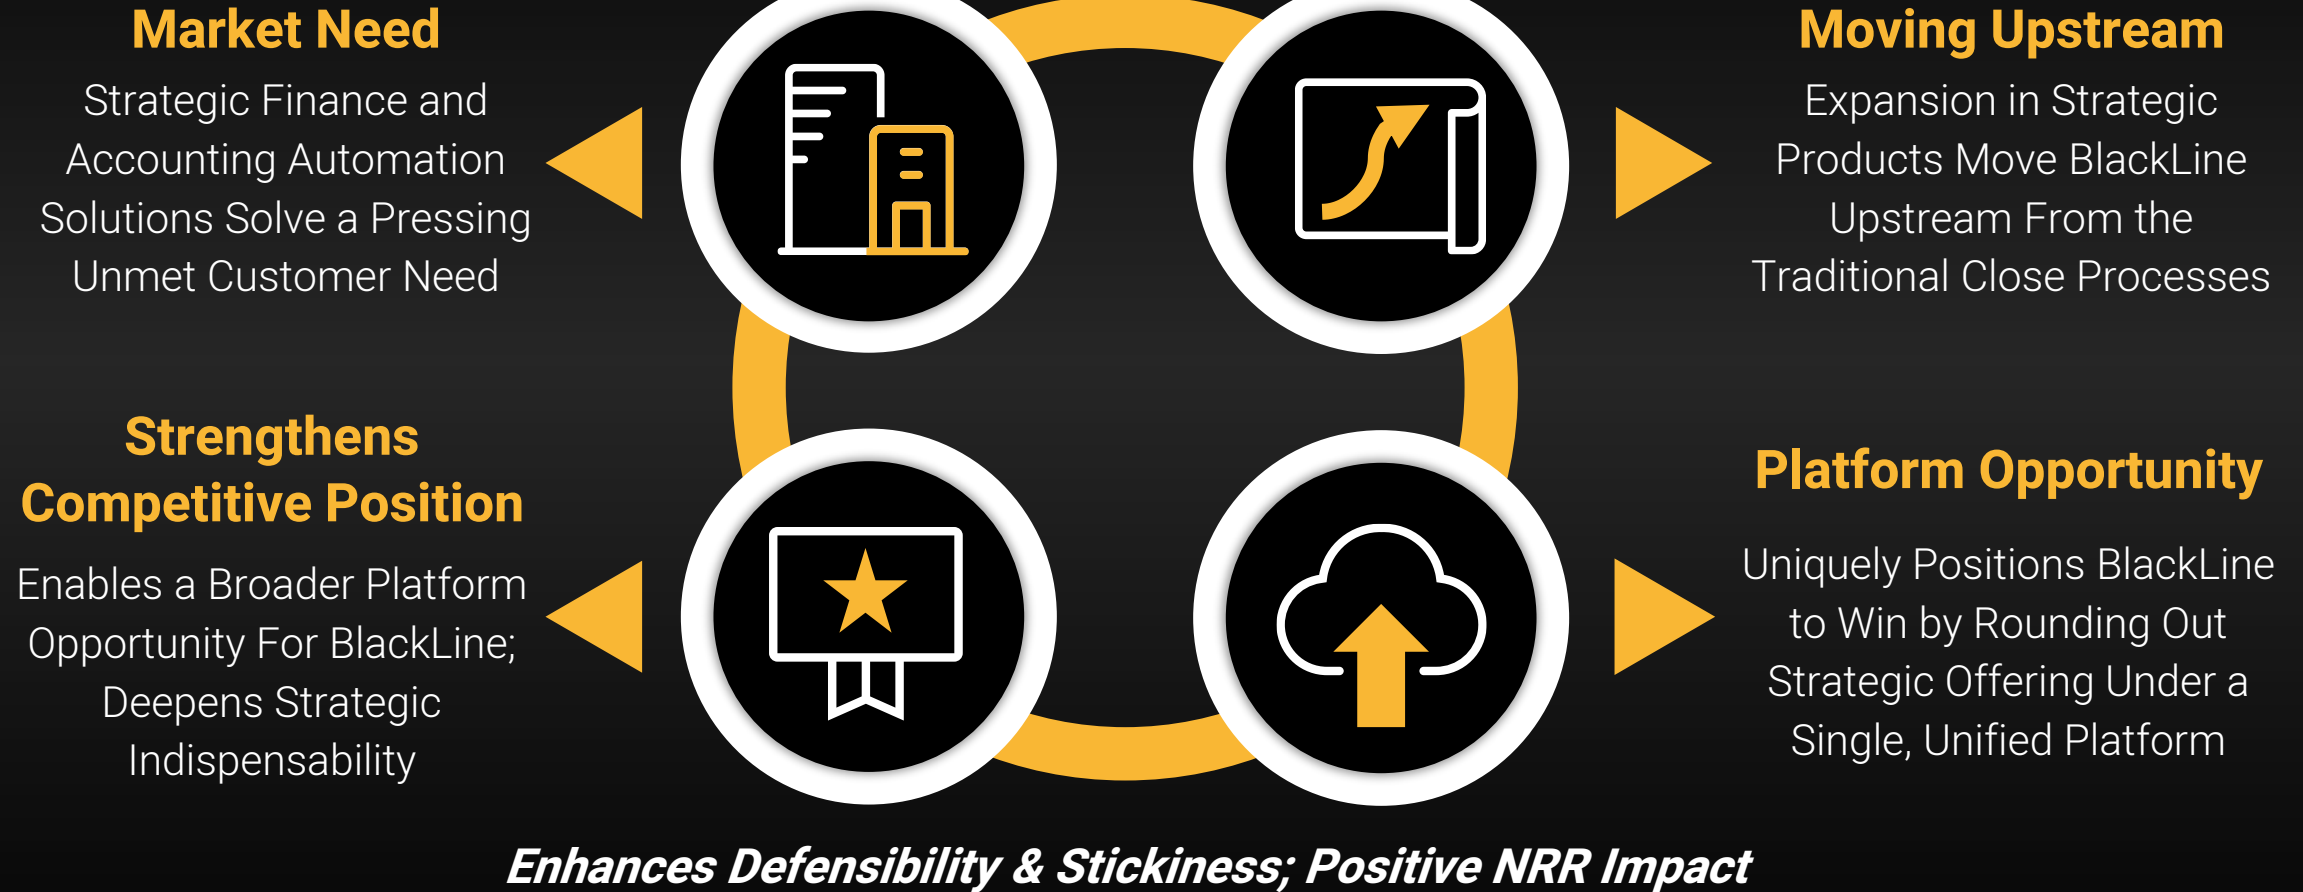 Market Need
Strategic Finance and
Accounting Automation
Solutions Solve a Pressing
Unmet Customer Need
Moving Upstream
Expansion in Strategic
Products Move BlackLine
Upstream From the
Traditional Close Processes
Strengthens
Competitive Position
Enables a Broader Platform
Opportunity For BlackLine;
Deepens Strategic
Indispensability
Platform Opportunity
Uniquely Positions BlackLine
to Win by Rounding Out
Strategic Offering Under a
Single, Unified Platform
Enhances Defensibility & Stickiness; Positive NRR Impact